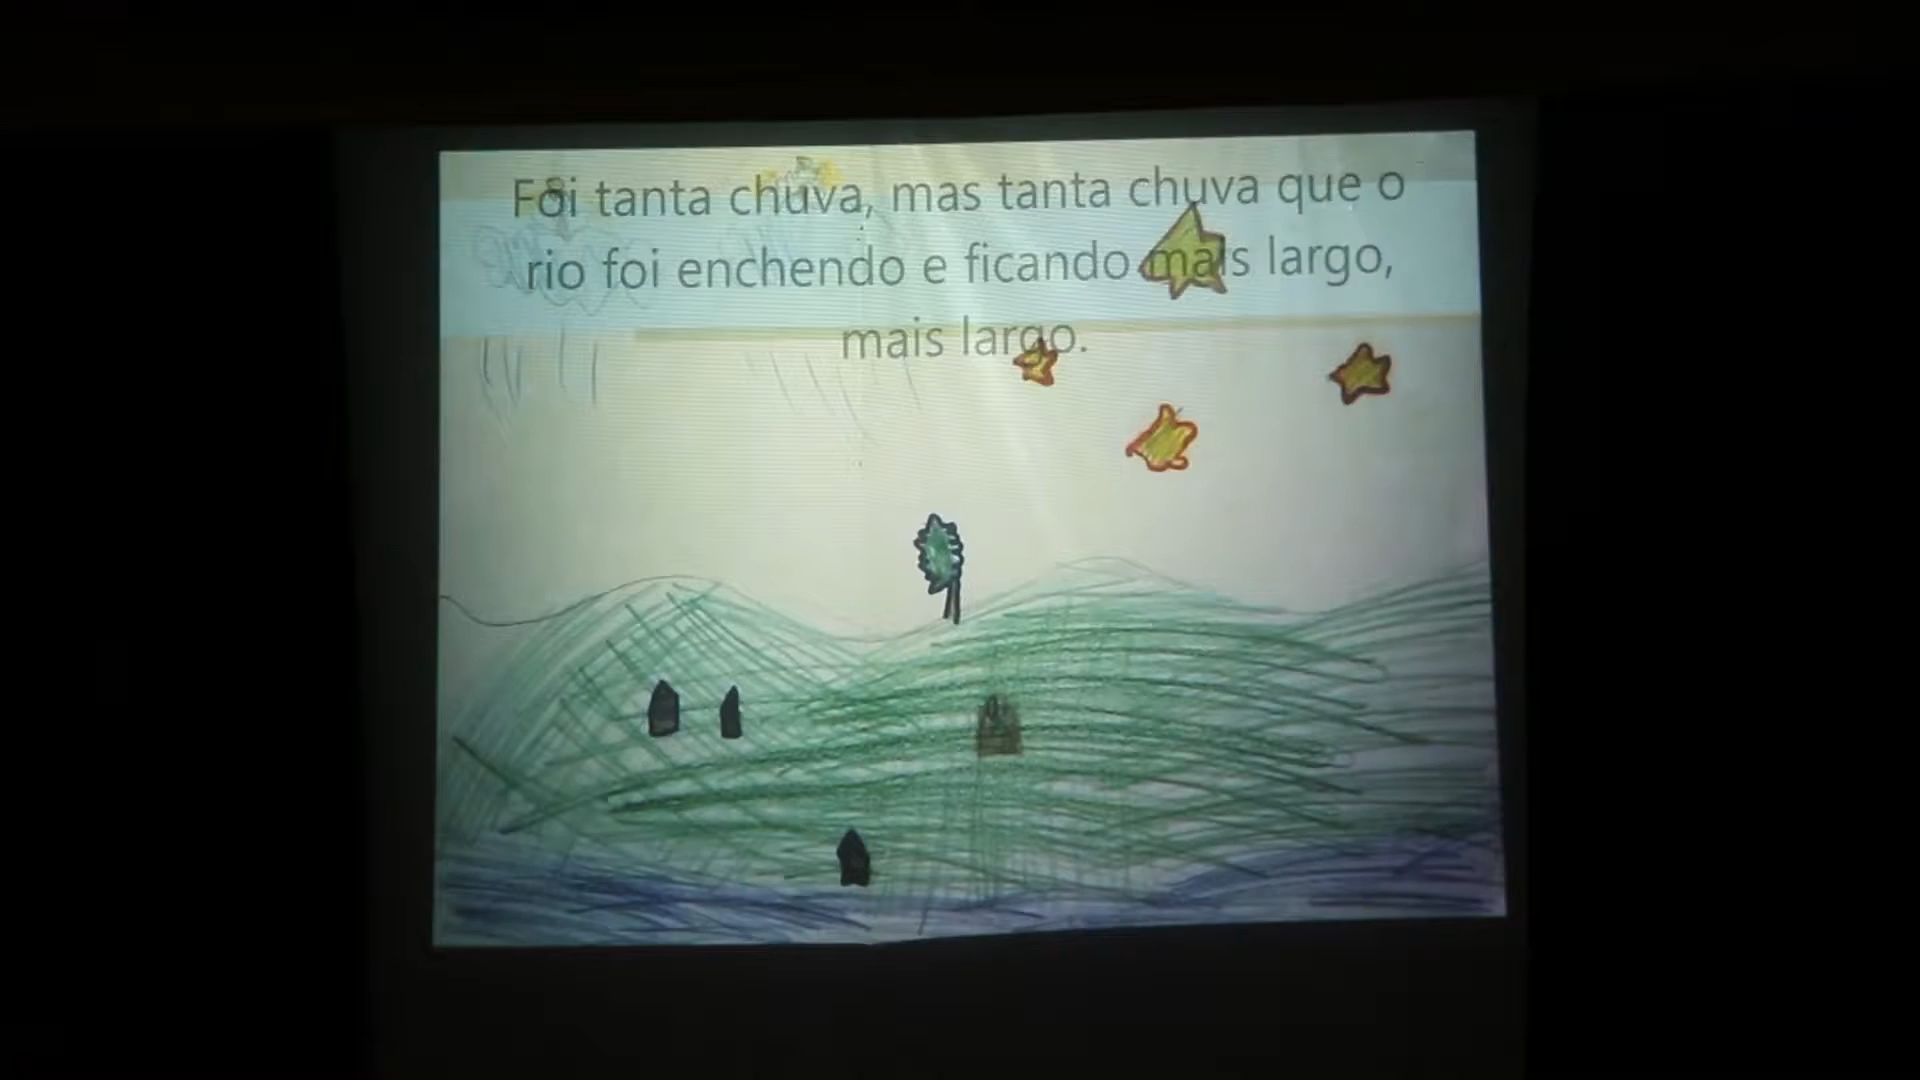 Foi tanta chuva, mas tanta chuva que o
rio foi enchendo e ficando mais largo,
mais largo.